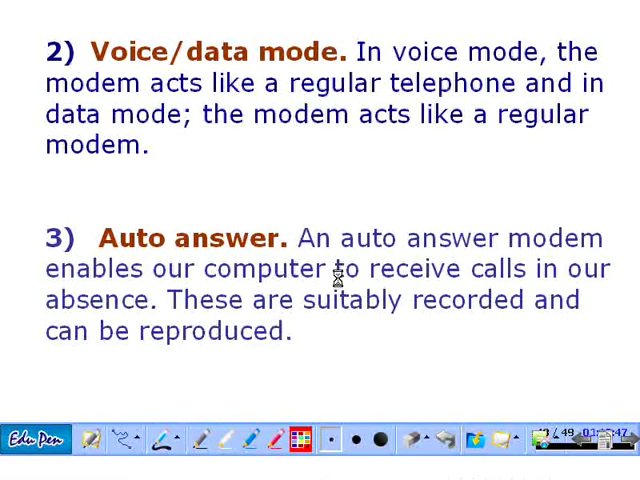 2) Voice/data mode. In voice mode, the
modem acts like a regular telephone and in
data mode; the modem acts like a regular
modem.
3) Auto answer. An auto answer modem
enables our computer to receive calls in our
absence. These are suitably recorded and
can be reproduced.
Edu Pen
/ 49